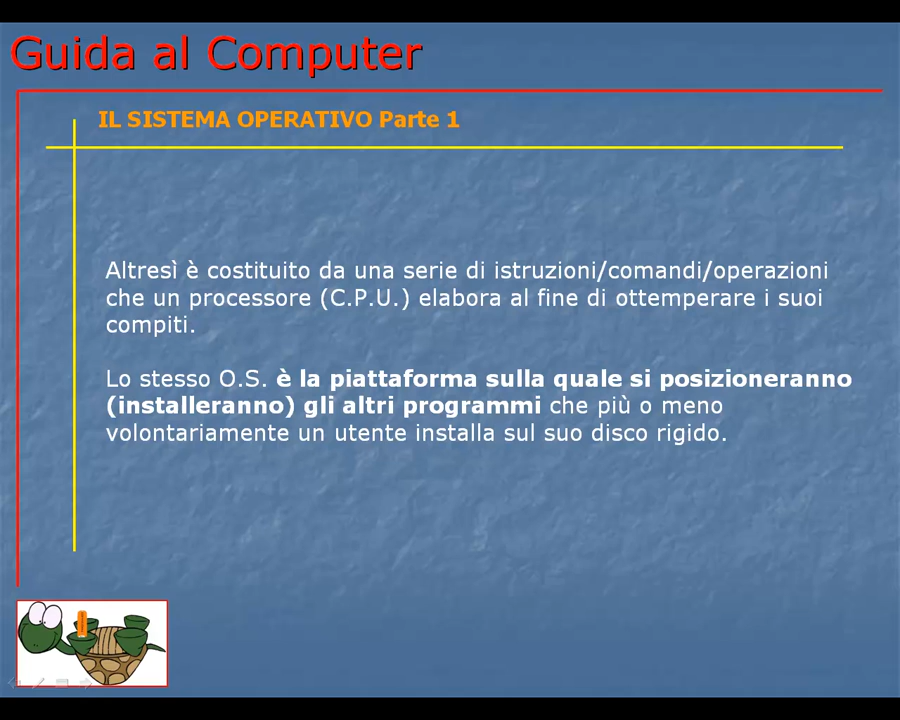 Guida al Computer
IL SISTEMA OPERATIVO Parte 1
Altresì è costituito da una serie di istruzioni/comandi/operazioni
che un processore (C.P.U.) elabora al fine di ottemperare i suoi
compiti.
Lo stesso O.S. è la piattaforma sulla quale si posizioneranno
(installeranno) gli altri programmi che più o meno
volontariamente un utente installa sul suo disco rigido.